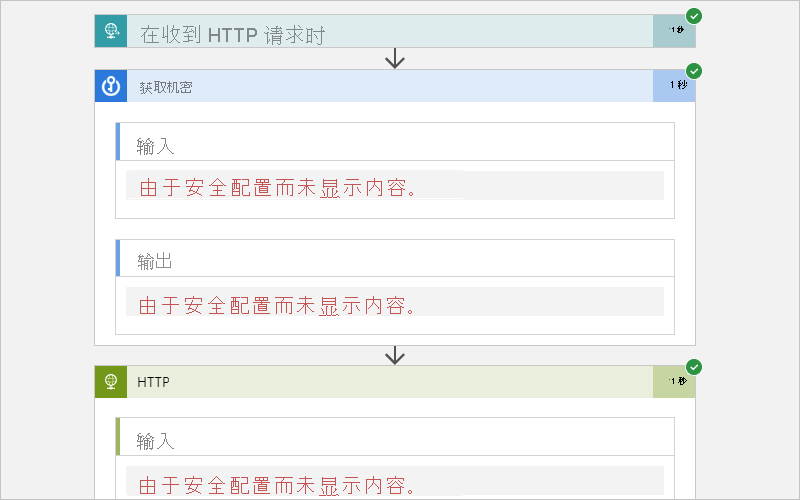 在收到 HTTP 请求时
1秒
获取机密
1 秒
输入
由于安全配置而未显示内容。
输出
由于安全配置而未显示内容。
HTTP
1 秒
输入
由于安全配置而未显示内容。